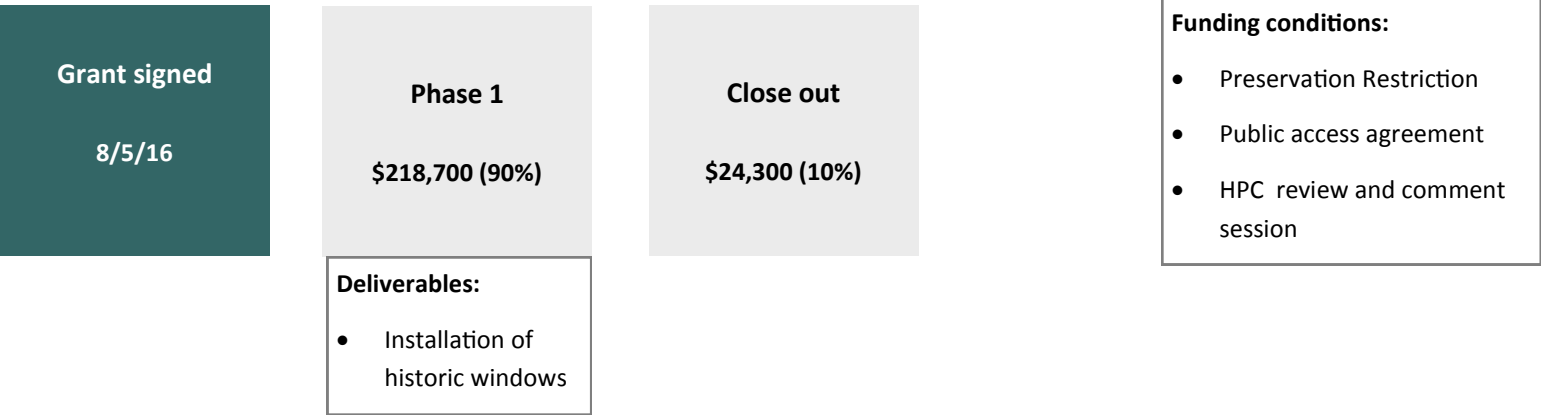 Grant signed
8/5/16
Phase 1
$218,700 (90%)
Deliverables:
• Installation of
historic windows
Close out
$24,300 (10%)
Funding conditions:
• Preservation Restriction
• Public access agreement
• HPC  review and comment
session